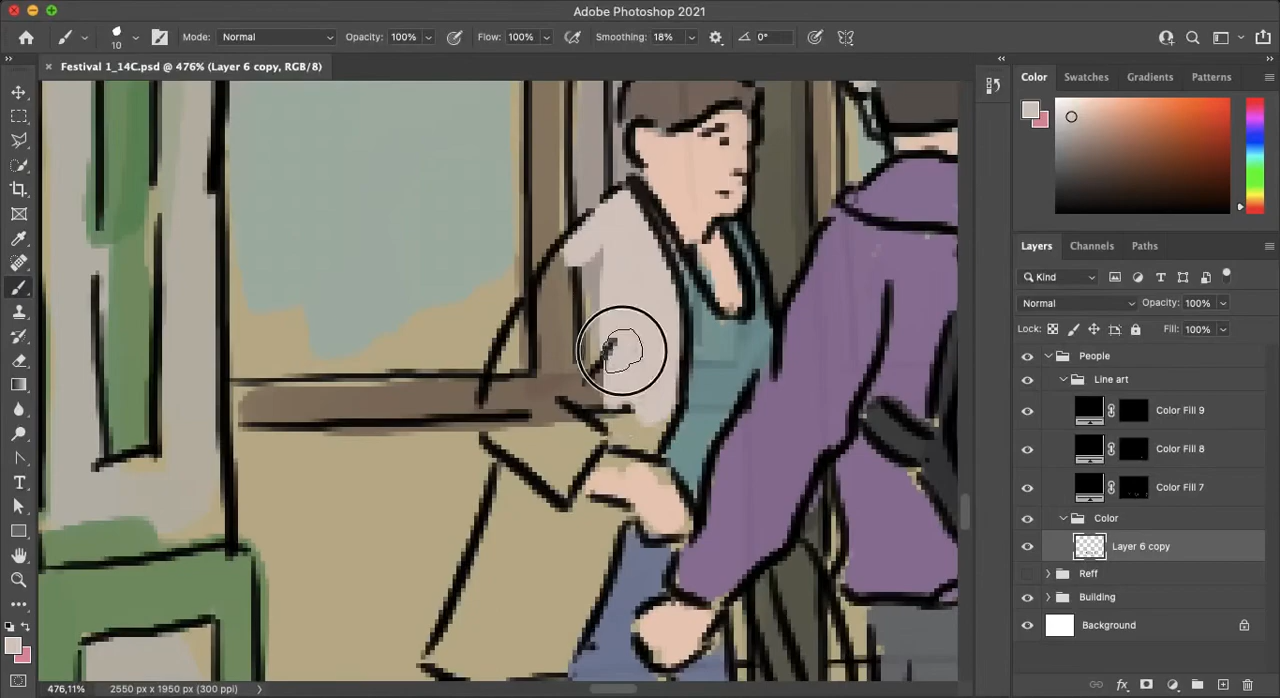 Adobe Photoshop 2021
10 Mode: Normal Opacity: 100% Flow: 100% Smoothing: 18% 0°
× Festival 1_14C.psd @ 476% (Layer 6 copy, RGB/8)
Color Swatches Gradients Patterns
Layers Channels Paths
Kind
Normal Opacity: 100%
Lock: Fill: 100%
People
Line art
Color Fill 9
Color Fill 8
Color Fill 7
Color
Layer 6 copy
Reff
Building
Background
476,11% 2550 px x 1950 px (300 ppi)